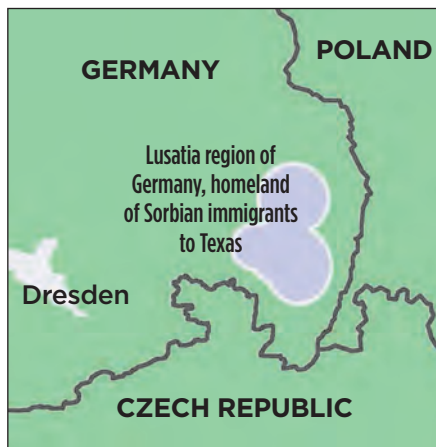 GERMANY
POLAND
Lusatia region of
Germany, homeland
of Sorbian immigrants
to Texas
Dresden
CZECH REPUBLIC